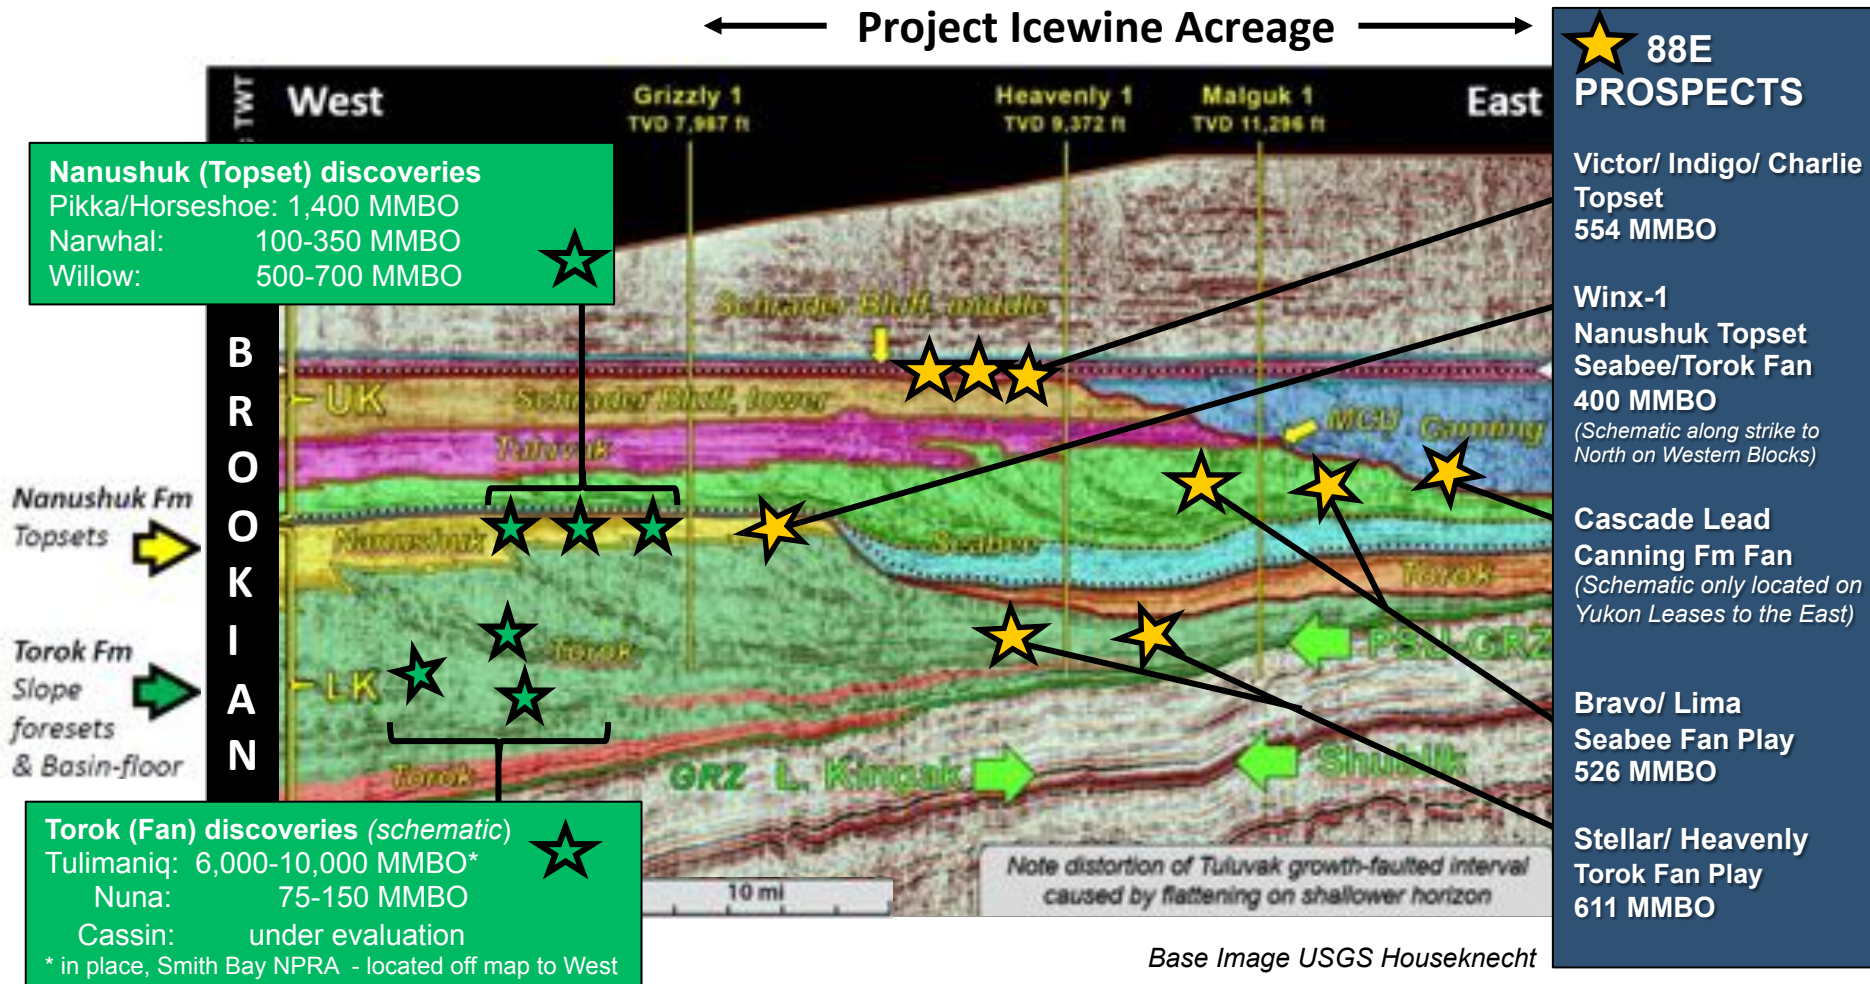 Project Icewine Acreage
TWT
West
Grizzly 1
TVD 7,987 ft
Heavenly 1
TVD 9,372 ft
Malguk 1
TVD 11,296 ft
East
Nanushuk (Topset) discoveries
Pikka/Horseshoe: 1,400 MMBO
Narwhal: 100-350 MMBO
Willow: 500-700 MMBO
BROOKIAN
Schrader Bluff, middle
UK
Schrader Bluff, lower
MCU
Canning
Tuluvak
Nanushuk Fm
Topsets
Nanushuk
Seabee
Torok
Torok Fm
Slope
foresets
& Basin-floor
Torok
LK
GRZ
Torok
GRZ
L. Kingak
Shublik
Torok (Fan) discoveries (schematic)
Tulimaniq: 6,000-10,000 MMBO*
Nuna: 75-150 MMBO
Cassin: under evaluation
* in place, Smith Bay NPRA - located off map to West
10 mi
Note distortion of Tuluvak growth-faulted interval
caused by flattening on shallower horizon
Base Image USGS Houseknecht
88E
PROSPECTS
Victor/ Indigo/ Charlie
Topset
554 MMBO
Winx-1
Nanushuk Topset
Seabee/Torok Fan
400 MMBO
(Schematic along strike to
North on Western Blocks)
Cascade Lead
Canning Fm Fan
(Schematic only located on
Yukon Leases to the East)
Bravo/ Lima
Seabee Fan Play
526 MMBO
Stellar/ Heavenly
Torok Fan Play
611 MMBO